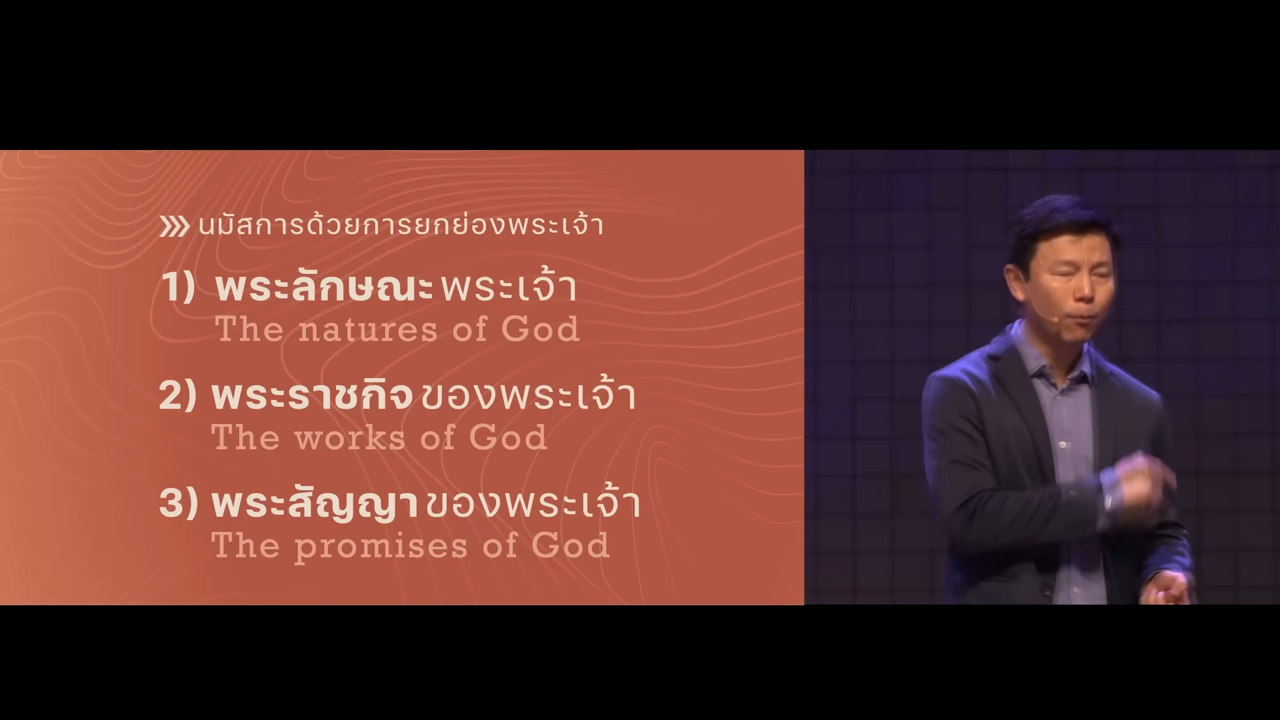 นมัสการด้วยการยกย่องพระเจ้า
1) พระลักษณะพระเจ้า
The natures of God
2) พระราชกิจของพระเจ้า
The works of God
3) พระสัญญาของพระเจ้า
The promises of God